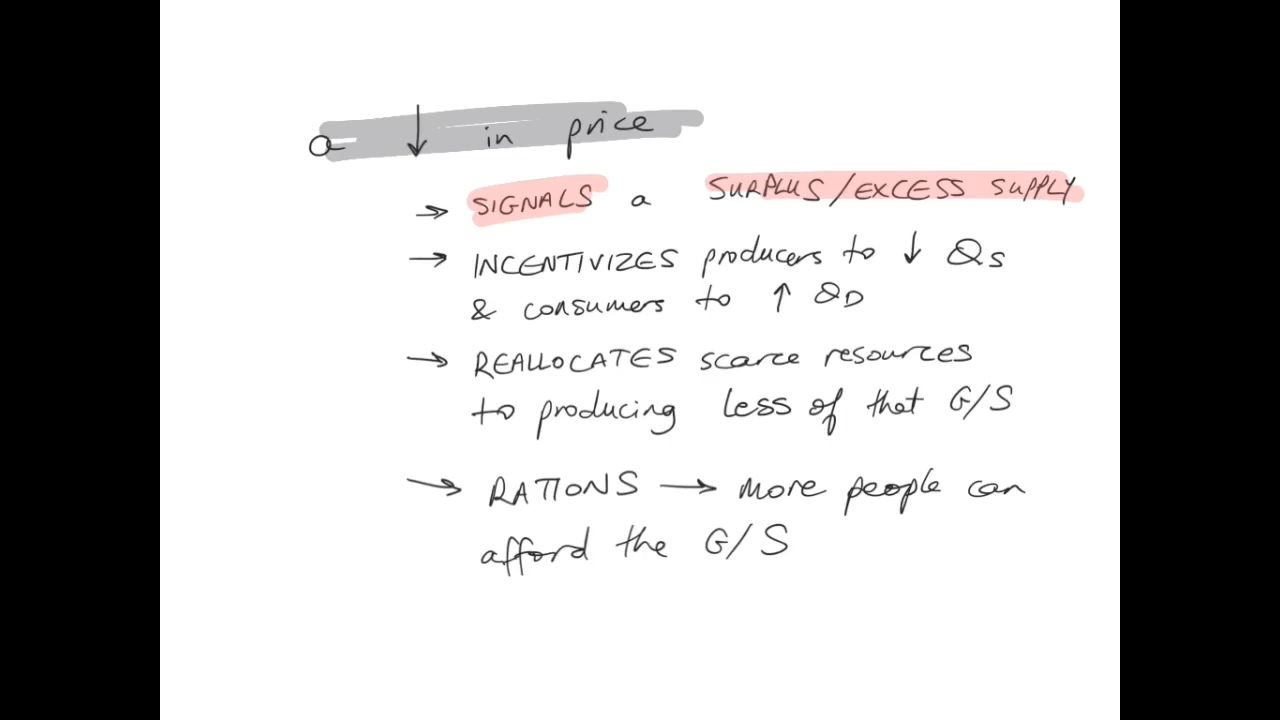 a ↓ in price
→ SIGNALS a SURPLUS/EXCESS SUPPLY
→ INCENTIVIZES producers to ↓ QS
& consumers to ↑ QD
→ REALLOCATES scarce resources
to producing less of that G/S
→ RATIONS → more people can
afford the G/S